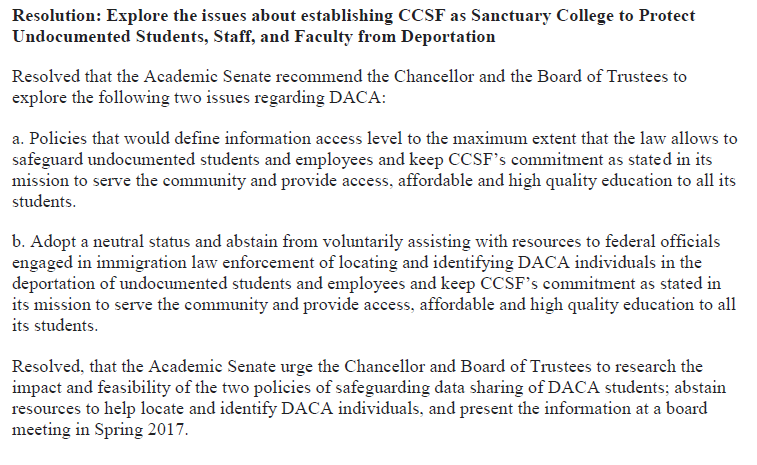 Resolution: Explore the issues about establishing CCSF as Sanctuary College to Protect
Undocumented Students, Staff, and Faculty from Deportation
Resolved that the Academic Senate recommend the Chancellor and the Board of Trustees to
explore the following two issues regarding DACA:
a. Policies that would define information access level to the maximum extent that the law allows to
safeguard undocumented students and employees and keep CCSF's commitment as stated in its
mission to serve the community and provide access, affordable and high quality education to all its
students.
b. Adopt a neutral status and abstain from voluntarily assisting with resources to federal officials
engaged in immigration law enforcement of locating and identifying DACA individuals in the
deportation of undocumented students and employees and keep CCSF's commitment as stated in
its mission to serve the community and provide access, affordable and high quality education to all
its students.
Resolved, that the Academic Senate urge the Chancellor and Board of Trustees to research the
impact and feasibility of the two policies of safeguarding data sharing of DACA students; abstain
resources to help locate and identify DACA individuals, and present the information at a board
meeting in Spring 2017.